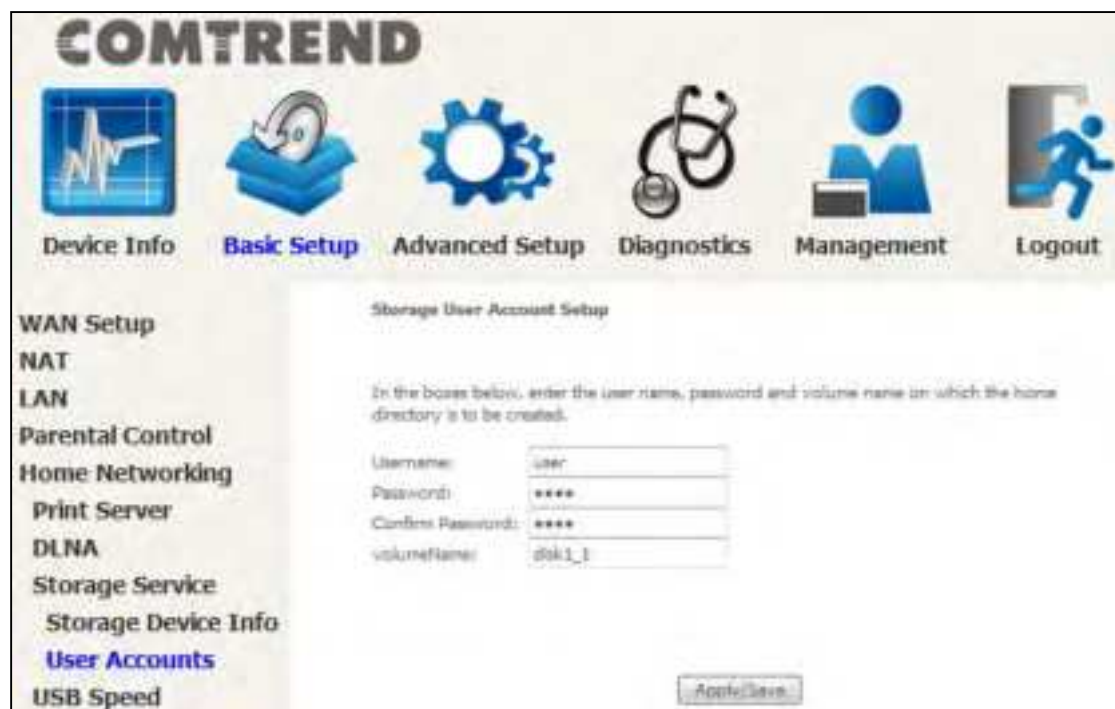 COMTREND
Device Info Basic Setup Advanced Setup Diagnostics Management Logout
WAN Setup
NAT
LAN
Parental Control
Home Networking
Print Server
DLNA
Storage Service
Storage Device Info
User Accounts
USB Speed
Storage User Account Setup
In the boxes below, enter the user name, password and volume name on which the home
directory is to be created.
Username: user
Password: ••••
Confirm Password: ••••
volumeName: disk1_1
Apply/Save